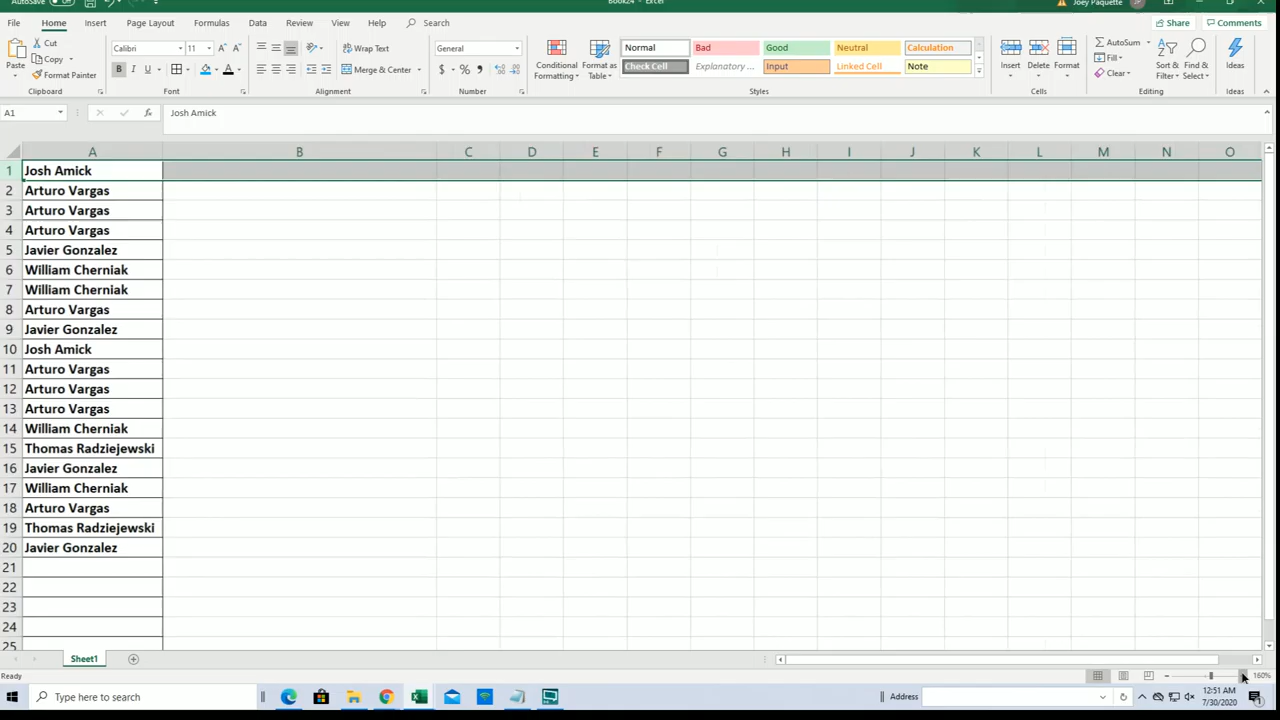 AutoSave Off Book24 - Excel Joey Paquette JP
File Home Insert Page Layout Formulas Data Review View Help Search Share Comments
Paste Cut Copy Format Painter Clipboard
Calibri 11 B I U Font
Wrap Text Merge & Center Alignment
General $ % , Number
Conditional Formatting Format as Table
Normal Bad Good Neutral Calculation
Check Cell Explanatory ... Input Linked Cell Note
Styles
Insert Delete Format Cells
AutoSum Fill Clear Sort & Filter Find & Select Editing
Ideas Ideas
A1 fx Josh Amick
A B C D E F G H I J K L M N O
1 Josh Amick
2 Arturo Vargas
3 Arturo Vargas
4 Arturo Vargas
5 Javier Gonzalez
6 William Cherniak
7 William Cherniak
8 Arturo Vargas
9 Javier Gonzalez
10 Josh Amick
11 Arturo Vargas
12 Arturo Vargas
13 Arturo Vargas
14 William Cherniak
15 Thomas Radziejewski
16 Javier Gonzalez
17 William Cherniak
18 Arturo Vargas
19 Thomas Radziejewski
20 Javier Gonzalez
21
22
23
24
25
Sheet1
Ready 160%
Type here to search Address 12:51 AM
7/30/2020